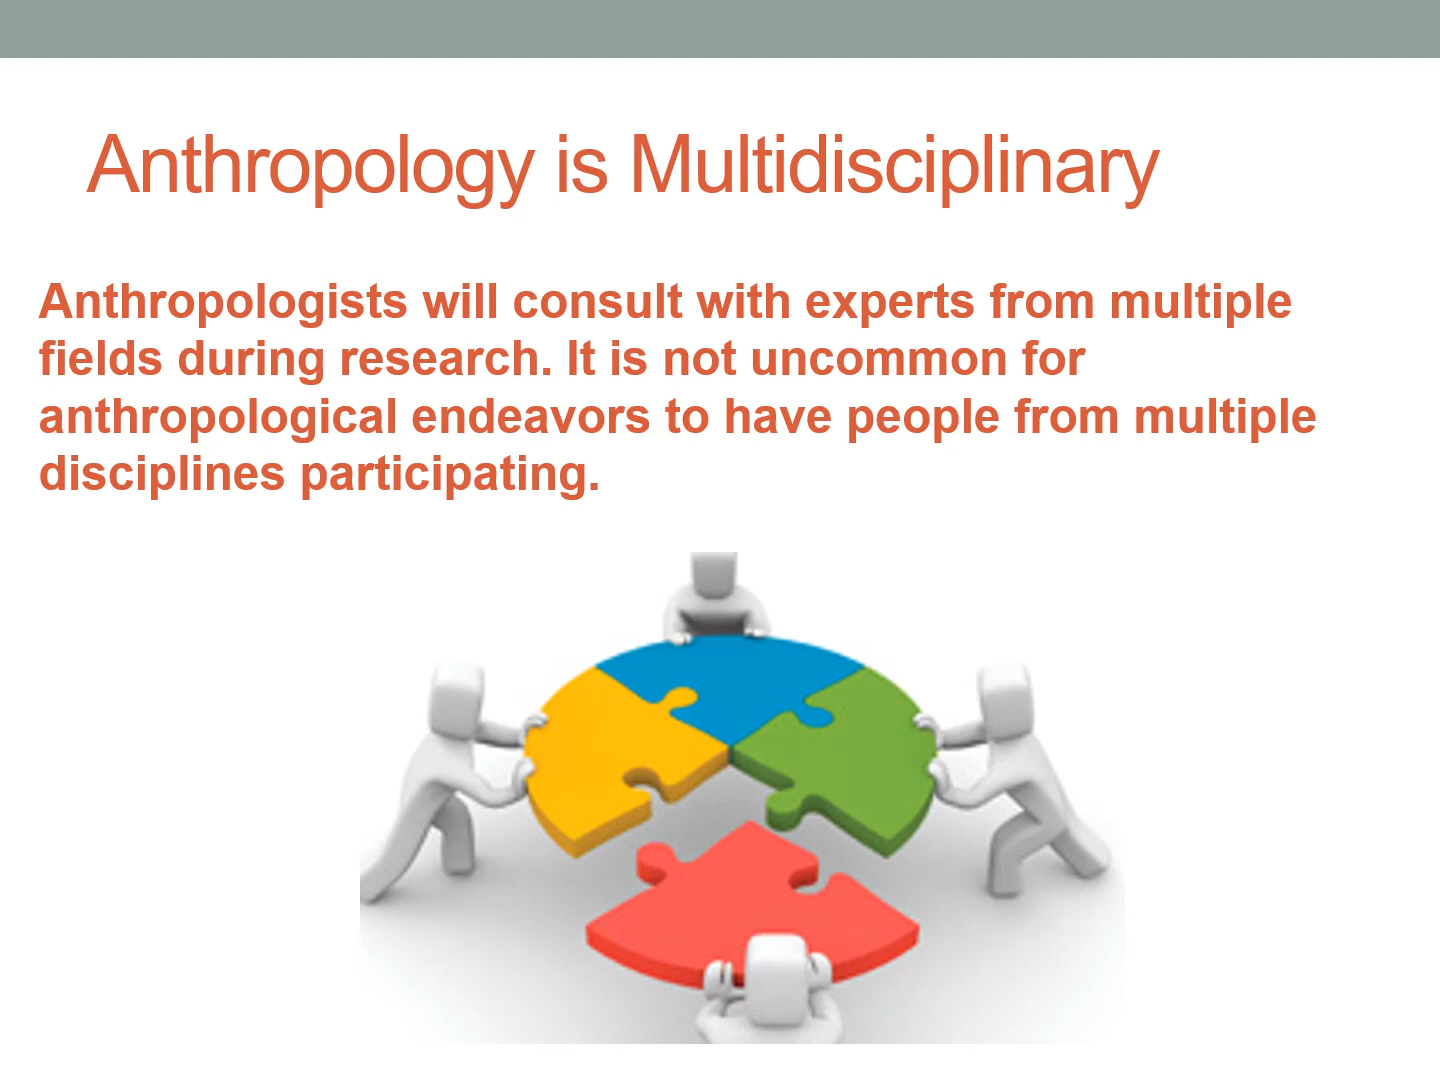 Anthropology is Multidisciplinary
Anthropologists will consult with experts from multiple
fields during research. It is not uncommon for
anthropological endeavors to have people from multiple
disciplines participating.